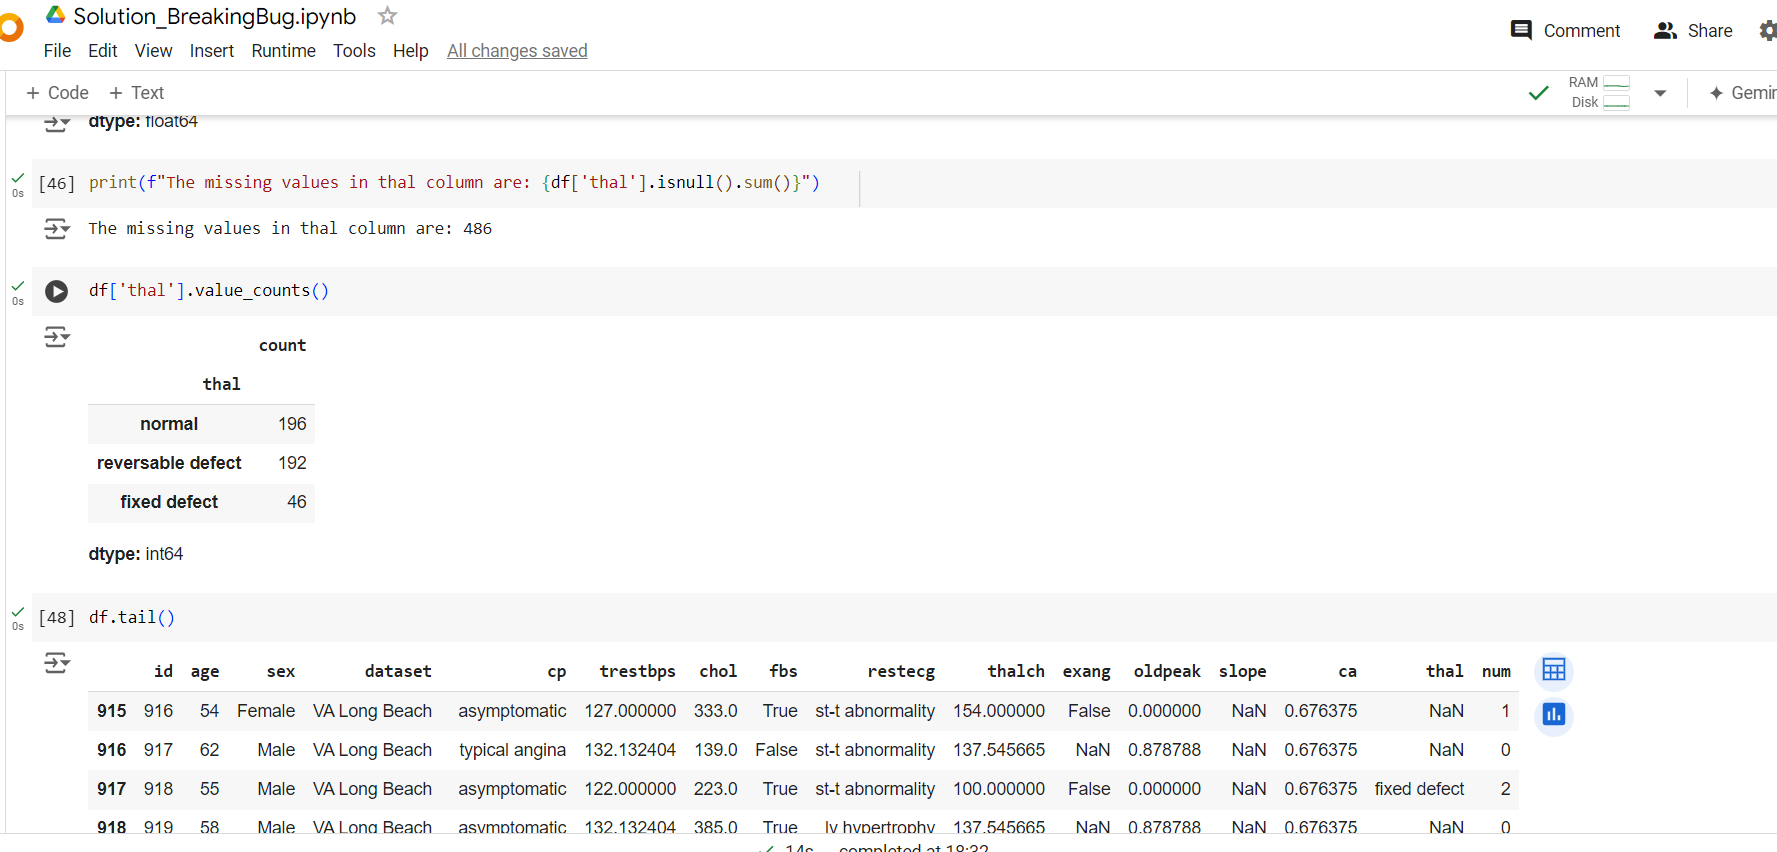 Solution_BreakingBug.ipynb
File Edit View Insert Runtime Tools Help All changes saved
Comment Share
+ Code + Text
RAM
Disk
Gemin
dtype: float64
0s [46] print(f"The missing values in thal column are: {df['thal'].isnull().sum()}")
The missing values in thal column are: 486
0s df['thal'].value_counts()
count
thal
normal 196
reversable defect 192
fixed defect 46
dtype: int64
0s [48] df.tail()
id age sex dataset cp trestbps chol fbs restecg thalch exang oldpeak slope ca thal num
915 916 54 Female VA Long Beach asymptomatic 127.000000 333.0 True st-t abnormality 154.000000 False 0.000000 NaN 0.676375 NaN 1
916 917 62 Male VA Long Beach typical angina 132.132404 139.0 False st-t abnormality 137.545665 NaN 0.878788 NaN 0.676375 NaN 0
917 918 55 Male VA Long Beach asymptomatic 122.000000 223.0 True st-t abnormality 100.000000 False 0.000000 NaN 0.676375 fixed defect 2
918 919 58 Male VA Long Beach asymptomatic 132.132404 385.0 True lv hypertrophy 137.545665 NaN 0.878788 NaN 0.676375 NaN 0
14s completed at 18:32